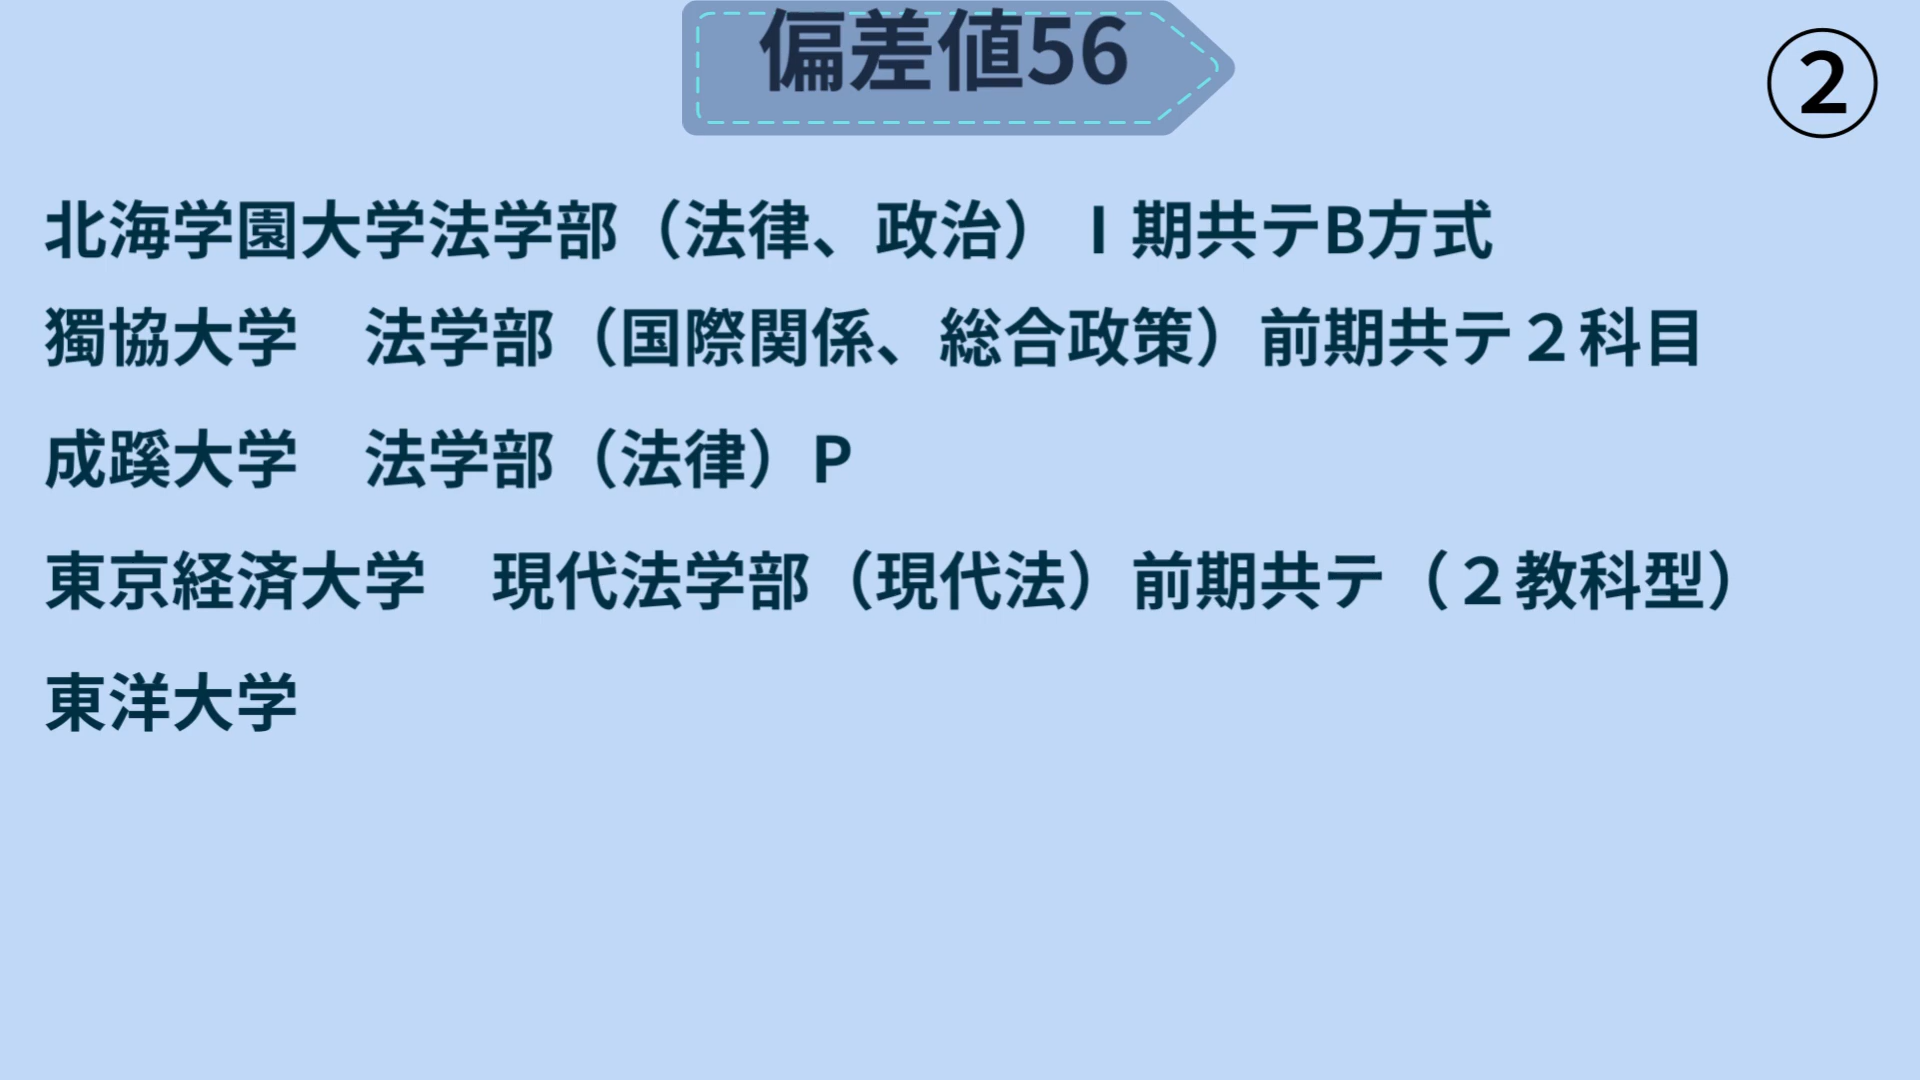 偏差値56
②
北海学園大学法学部（法律、政治）Ⅰ期共テB方式
獨協大学　法学部（国際関係、総合政策）前期共テ２科目
成蹊大学　法学部（法律）P
東京経済大学　現代法学部（現代法）前期共テ（２教科型）
東洋大学